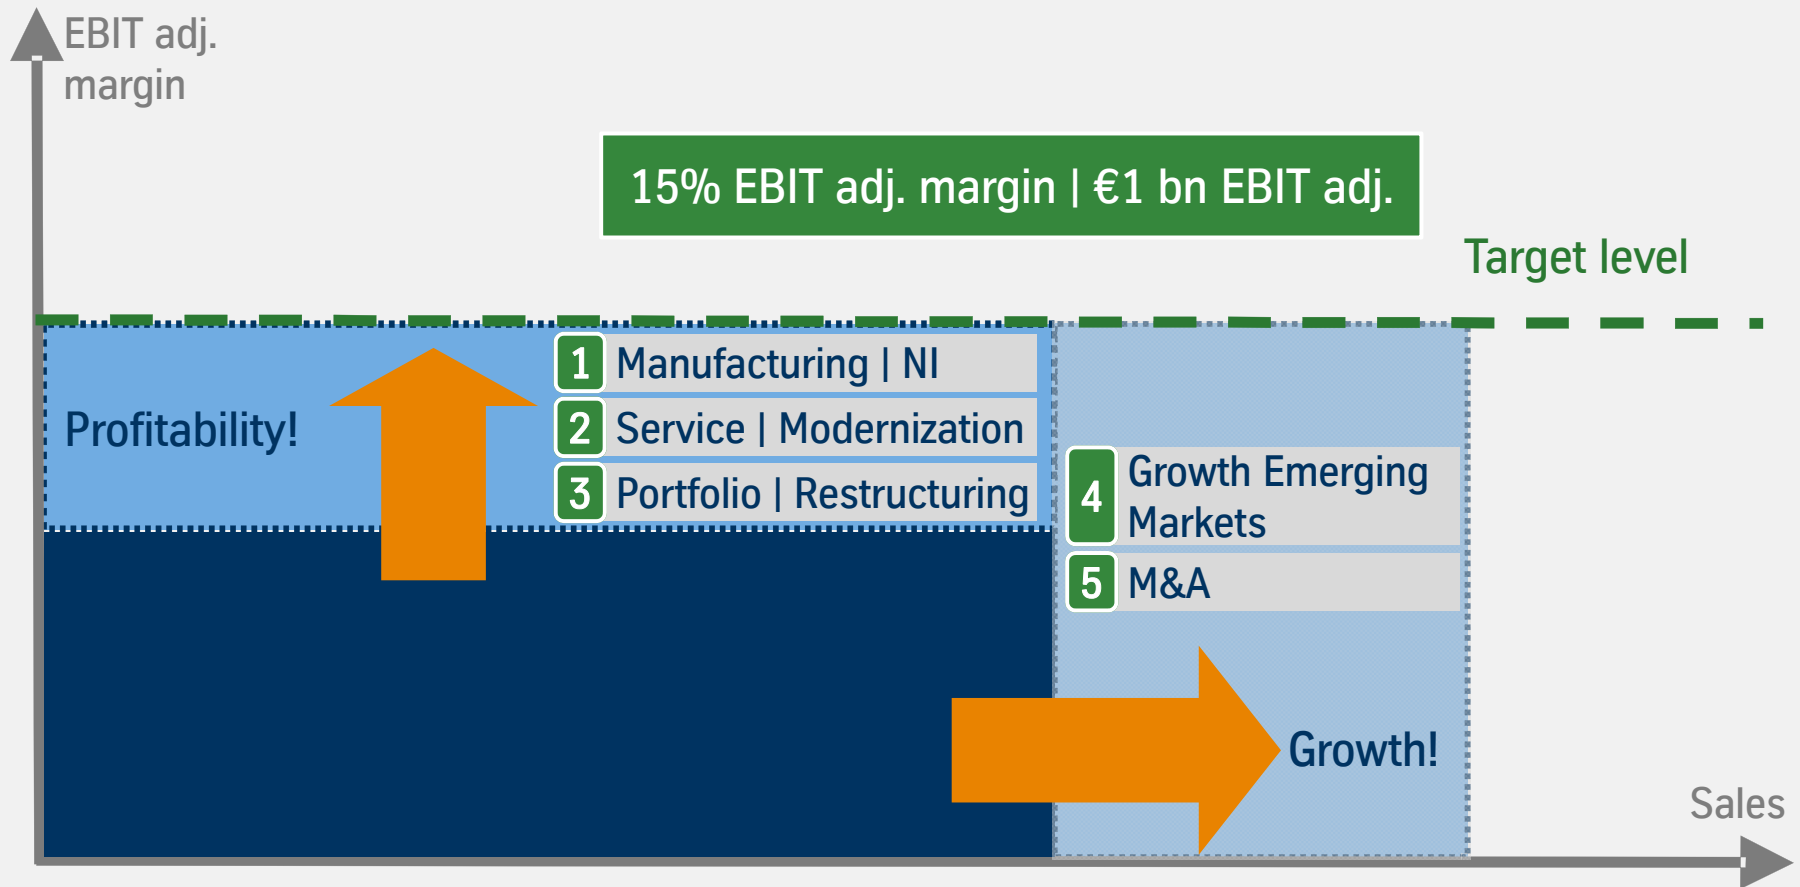 EBIT adj.
margin
15% EBIT adj. margin | €1 bn EBIT adj.
Target level
Profitability!
1 Manufacturing | NI
2 Service | Modernization
3 Portfolio | Restructuring
4 Growth Emerging
Markets
5 M&A
Growth!
Sales